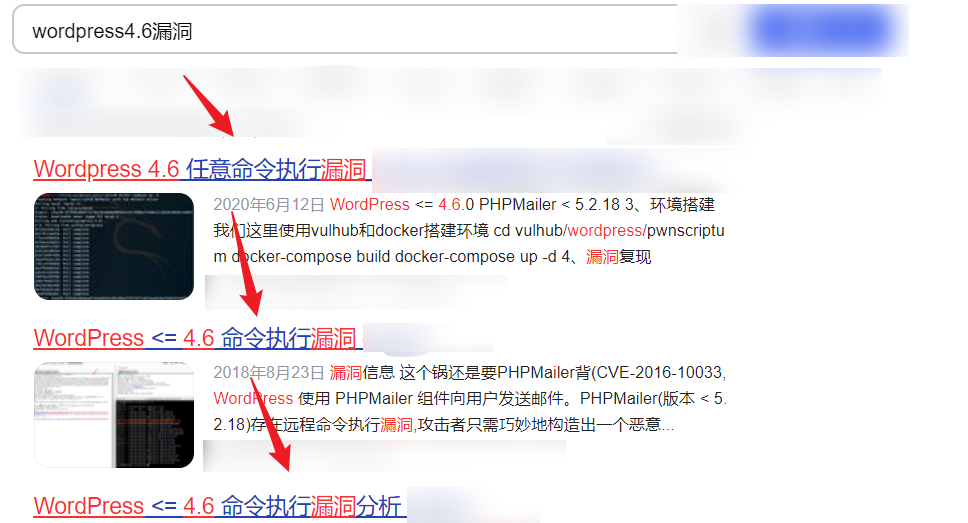 wordpress4.6漏洞
Wordpress 4.6 任意命令执行漏洞
2020年6月12日 WordPress <= 4.6.0 PHPMailer < 5.2.18 3、环境搭建
我们这里使用vulhub和docker搭建环境 cd vulhub/wordpress/pwnscriptu
m docker-compose build docker-compose up -d 4、漏洞复现
WordPress <= 4.6 命令执行漏洞
2018年8月23日 漏洞信息 这个锅还是要PHPMailer背(CVE-2016-10033,
WordPress 使用 PHPMailer 组件向用户发送邮件。PHPMailer(版本 < 5.
2.18)存在远程命令执行漏洞,攻击者只需巧妙地构造出一个恶意...
WordPress <= 4.6 命令执行漏洞分析